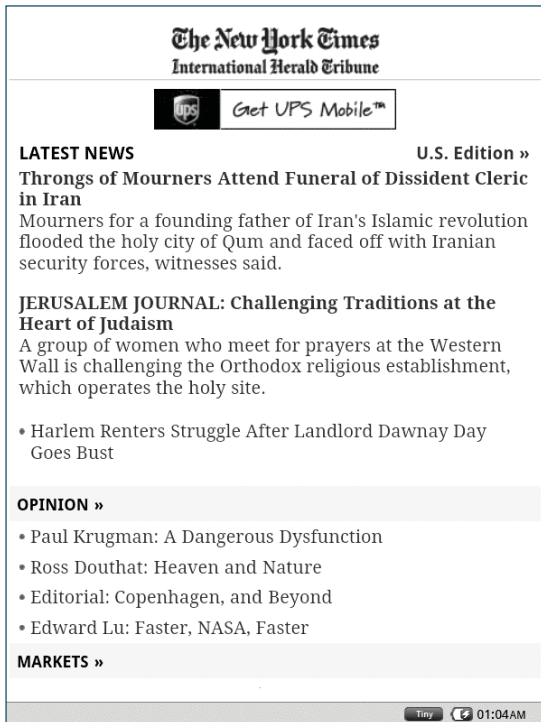 The New York Times
International Herald Tribune
ups
Get UPS Mobile™
LATEST NEWS
U.S. Edition »
Throngs of Mourners Attend Funeral of Dissident Cleric
in Iran
Mourners for a founding father of Iran's Islamic revolution
flooded the holy city of Qum and faced off with Iranian
security forces, witnesses said.
JERUSALEM JOURNAL: Challenging Traditions at the
Heart of Judaism
A group of women who meet for prayers at the Western
Wall is challenging the Orthodox religious establishment,
which operates the holy site.
• Harlem Renters Struggle After Landlord Dawnay Day
Goes Bust
OPINION »
• Paul Krugman: A Dangerous Dysfunction
• Ross Douthat: Heaven and Nature
• Editorial: Copenhagen, and Beyond
• Edward Lu: Faster, NASA, Faster
MARKETS »
Tiny
01:04AM